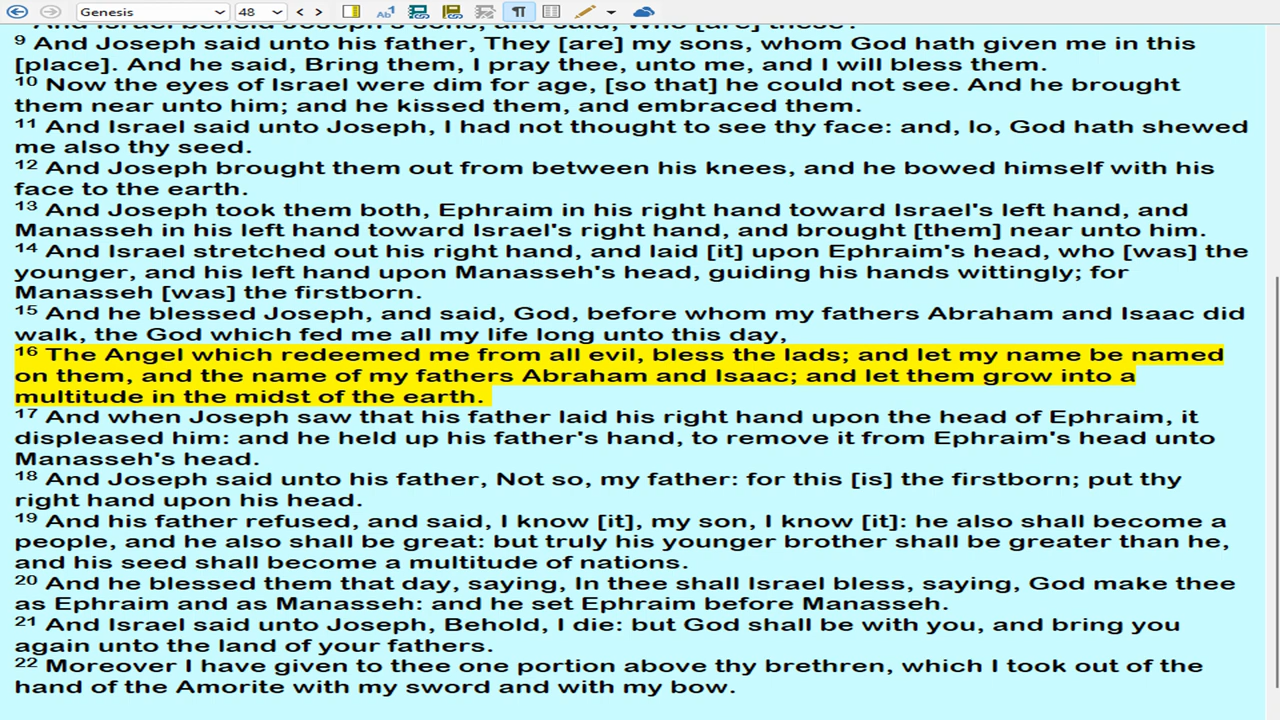 Genesis 48
9 And Joseph said unto his father, They [are] my sons, whom God hath given me in this
[place]. And he said, Bring them, I pray thee, unto me, and I will bless them.
10 Now the eyes of Israel were dim for age, [so that] he could not see. And he brought
them near unto him; and he kissed them, and embraced them.
11 And Israel said unto Joseph, I had not thought to see thy face: and, lo, God hath shewed
me also thy seed.
12 And Joseph brought them out from between his knees, and he bowed himself with his
face to the earth.
13 And Joseph took them both, Ephraim in his right hand toward Israel's left hand, and
Manasseh in his left hand toward Israel's right hand, and brought [them] near unto him.
14 And Israel stretched out his right hand, and laid [it] upon Ephraim's head, who [was] the
younger, and his left hand upon Manasseh's head, guiding his hands wittingly; for
Manasseh [was] the firstborn.
15 And he blessed Joseph, and said, God, before whom my fathers Abraham and Isaac did
walk, the God which fed me all my life long unto this day,
16 The Angel which redeemed me from all evil, bless the lads; and let my name be named
on them, and the name of my fathers Abraham and Isaac; and let them grow into a
multitude in the midst of the earth.
17 And when Joseph saw that his father laid his right hand upon the head of Ephraim, it
displeased him: and he held up his father's hand, to remove it from Ephraim's head unto
Manasseh's head.
18 And Joseph said unto his father, Not so, my father: for this [is] the firstborn; put thy
right hand upon his head.
19 And his father refused, and said, I know [it], my son, I know [it]: he also shall become a
people, and he also shall be great: but truly his younger brother shall be greater than he,
and his seed shall become a multitude of nations.
20 And he blessed them that day, saying, In thee shall Israel bless, saying, God make thee
as Ephraim and as Manasseh: and he set Ephraim before Manasseh.
21 And Israel said unto Joseph, Behold, I die: but God shall be with you, and bring you
again unto the land of your fathers.
22 Moreover I have given to thee one portion above thy brethren, which I took out of the
hand of the Amorite with my sword and with my bow.